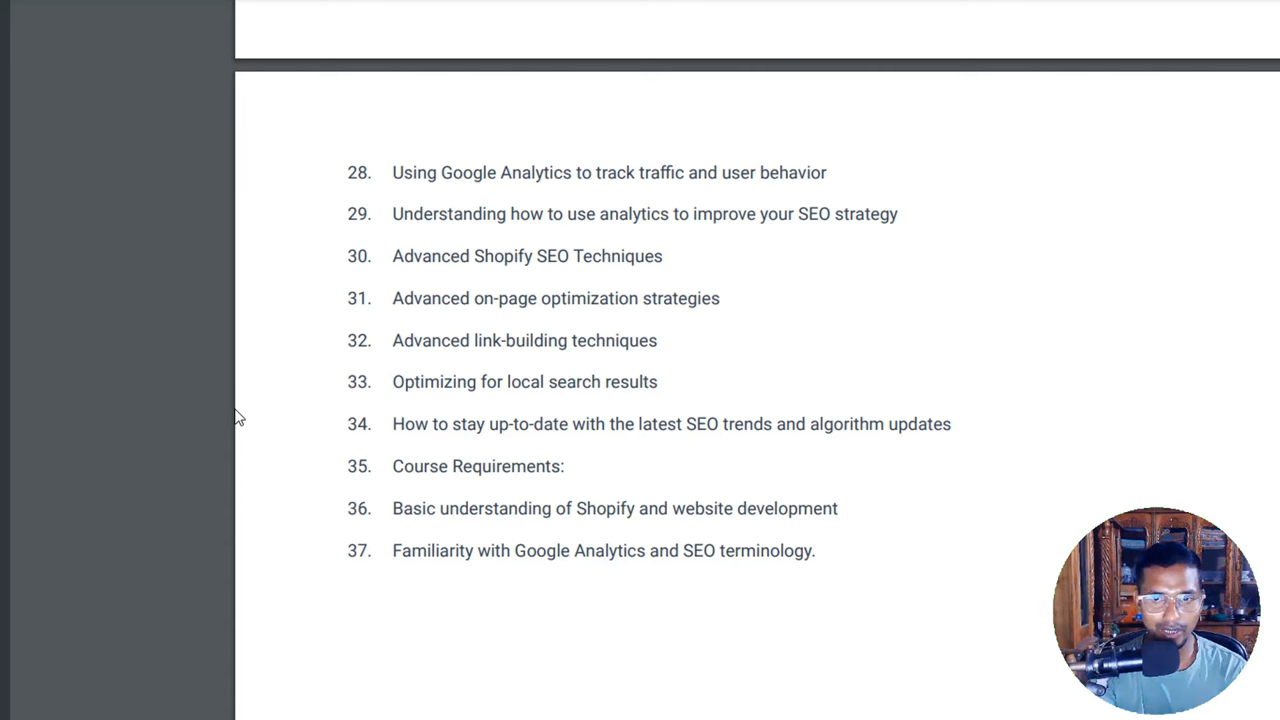 28. Using Google Analytics to track traffic and user behavior
29. Understanding how to use analytics to improve your SEO strategy
30. Advanced Shopify SEO Techniques
31. Advanced on-page optimization strategies
32. Advanced link-building techniques
33. Optimizing for local search results
34. How to stay up-to-date with the latest SEO trends and algorithm updates
35. Course Requirements:
36. Basic understanding of Shopify and website development
37. Familiarity with Google Analytics and SEO terminology.